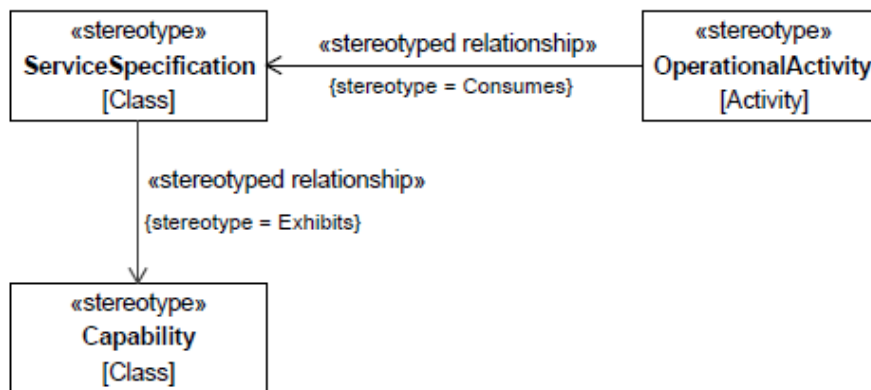 «stereotype»
ServiceSpecification
[Class]
«stereotyped relationship»
{stereotype = Consumes}
«stereotype»
OperationalActivity
[Activity]
«stereotyped relationship»
{stereotype = Exhibits}
«stereotype»
Capability
[Class]